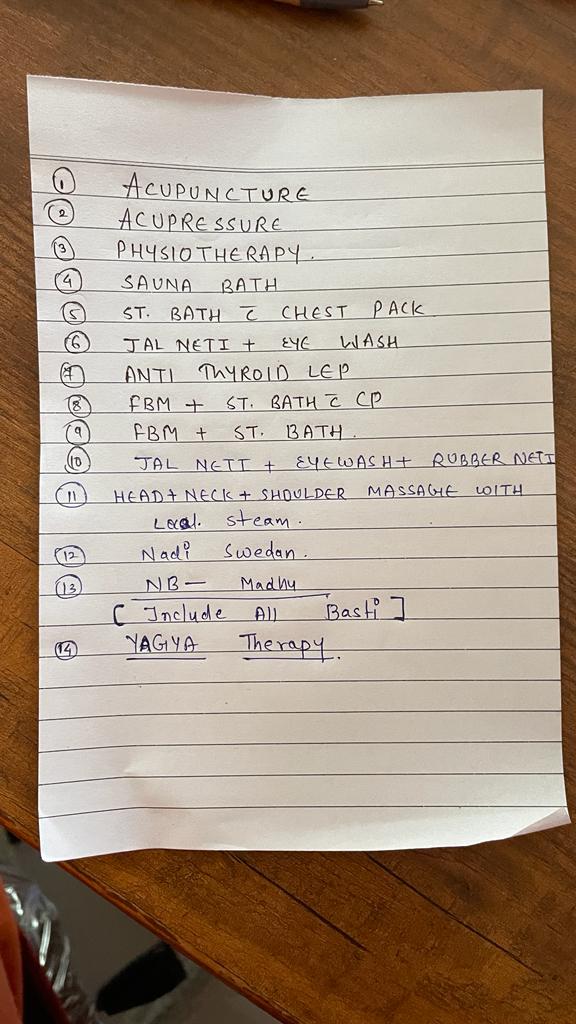 ① ACUPUNCTURE
② ACUPRESSURE
③ PHYSIOTHERAPY.
④ SAUNA BATH
⑤ ST. BATH c̄ CHEST PACK
⑥ JAL NETI + EYE WASH
⑦ ANTI THYROID LEP
⑧ FBM + ST. BATH c̄ CP
⑨ FBM + ST. BATH.
⑩ JAL NETI + EYEWASH + RUBBER NETI
⑪ HEAD + NECK + SHOULDER MASSAGE WITH
Local. steam.
⑫ Nadi Swedan.
⑬ NB— Madhu
[ Include All Basti ]
⑭ YAGYA Therapy.